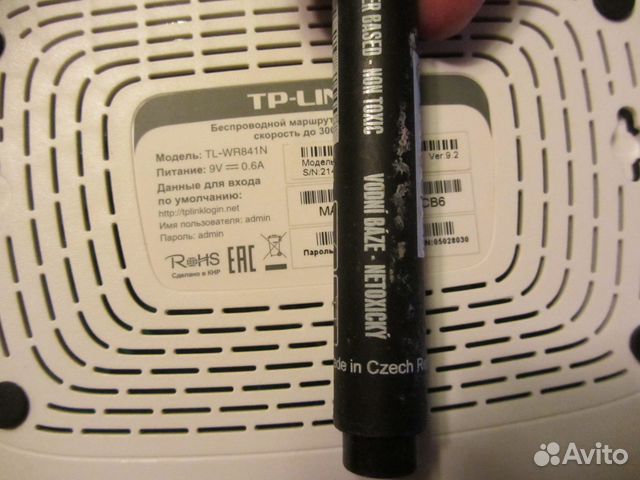 TP-LIN
Беспроводной маршрут
скорость до 300
Модель: TL-WR841N
Питание: 9V 0.6A
Данные для входа
по умолчанию:
http://tplinklogin.net
Имя пользователя: admin
Пароль: admin
RoHS
Сделано в КНР
EAC
Модель
S/N:214
MA
Пароль
Ver:9.2
CB6
N:05028030
ER BASED - NON TOXIC
VODNÍ BÁZE - NETOXICKÝ
de in Czech Re
Avito